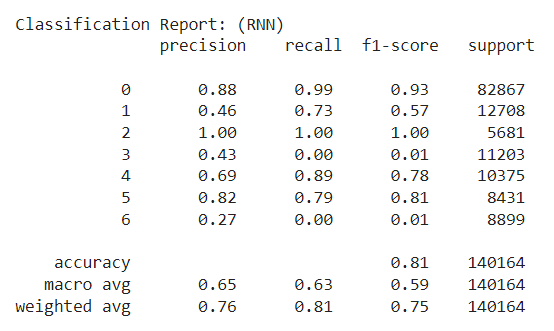 Classification Report: (RNN)
precision recall f1-score support
0 0.88 0.99 0.93 82867
1 0.46 0.73 0.57 12708
2 1.00 1.00 1.00 5681
3 0.43 0.00 0.01 11203
4 0.69 0.89 0.78 10375
5 0.82 0.79 0.81 8431
6 0.27 0.00 0.01 8899
accuracy 0.81 140164
macro avg 0.65 0.63 0.59 140164
weighted avg 0.76 0.81 0.75 140164